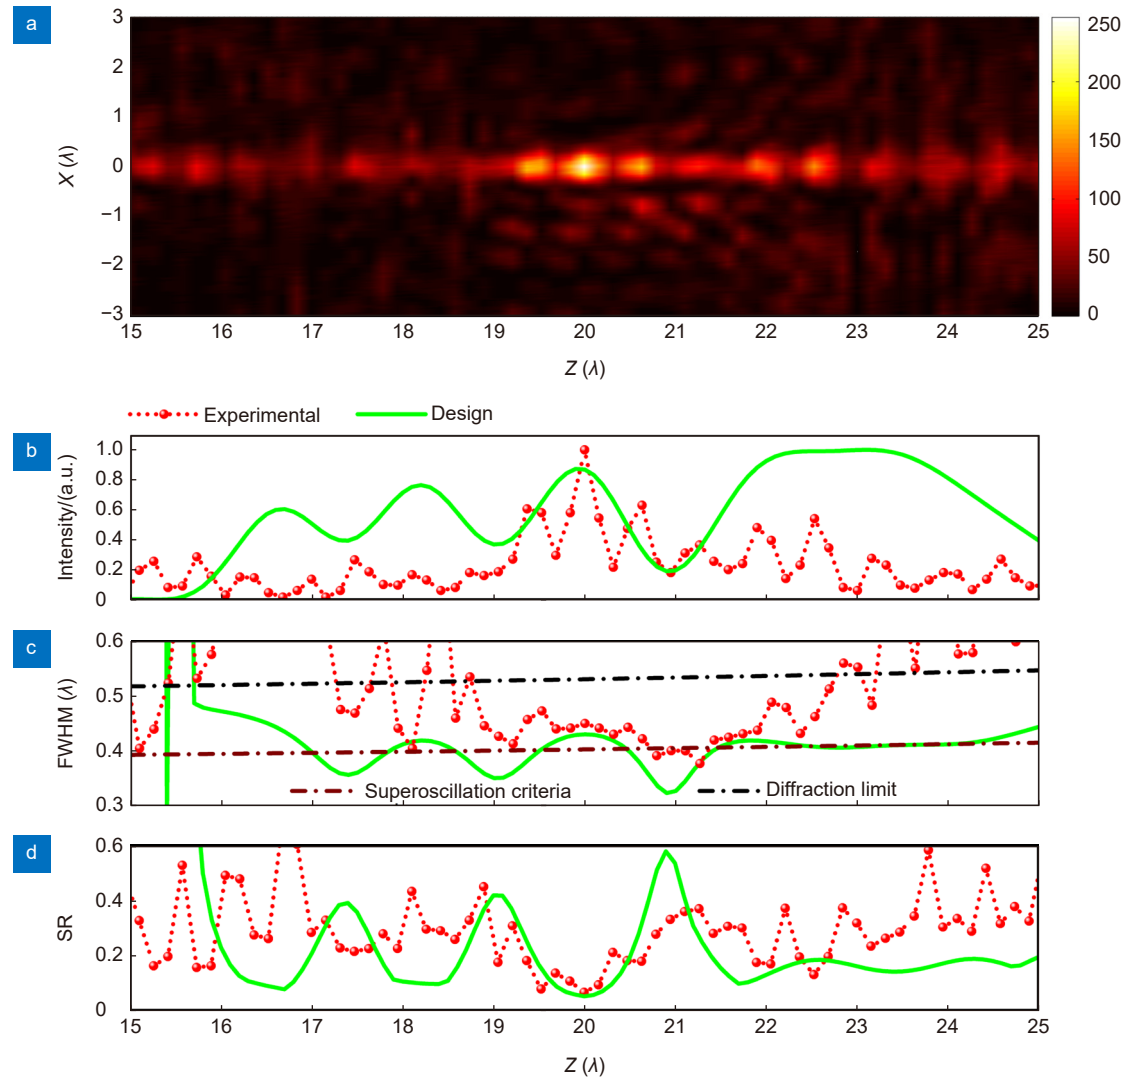 a
3
2
1
0
−1
−2
−3
X (λ)
15 16 17 18 19 20 21 22 23 24 25
Z (λ)
250
200
150
100
50
0
Experimental Design
b
1.0
0.8
0.6
0.4
0.2
0
Intensity/(a.u.)
c
0.6
0.5
0.4
0.3
FWHM (λ)
Superoscillation criteria Diffraction limit
d
0.6
0.4
0.2
0
SR
15 16 17 18 19 20 21 22 23 24 25
Z (λ)